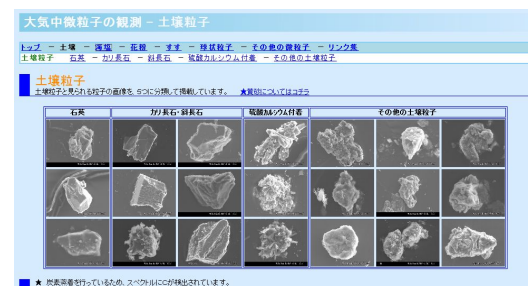 大気中微粒子の観測 −土壌粒子
トップ − 土壌 − 海塩 − 花粉 − すす − 球状粒子 − その他の微粒子 − リンク集
土壌粒子 石英 − カリ長石 − 斜長石 − 硫酸カルシウム付着 − その他の土壌粒子
土壌粒子
土壌粒子と見られる粒子の画像を、5つに分類して掲載しています。 ★黄砂についてはコチラ
石英 カリ長石・斜長石 硫酸カルシウム付着 その他の土壌粒子
★ 炭素蒸着を行っているため、スペクトルにCが検出されています。